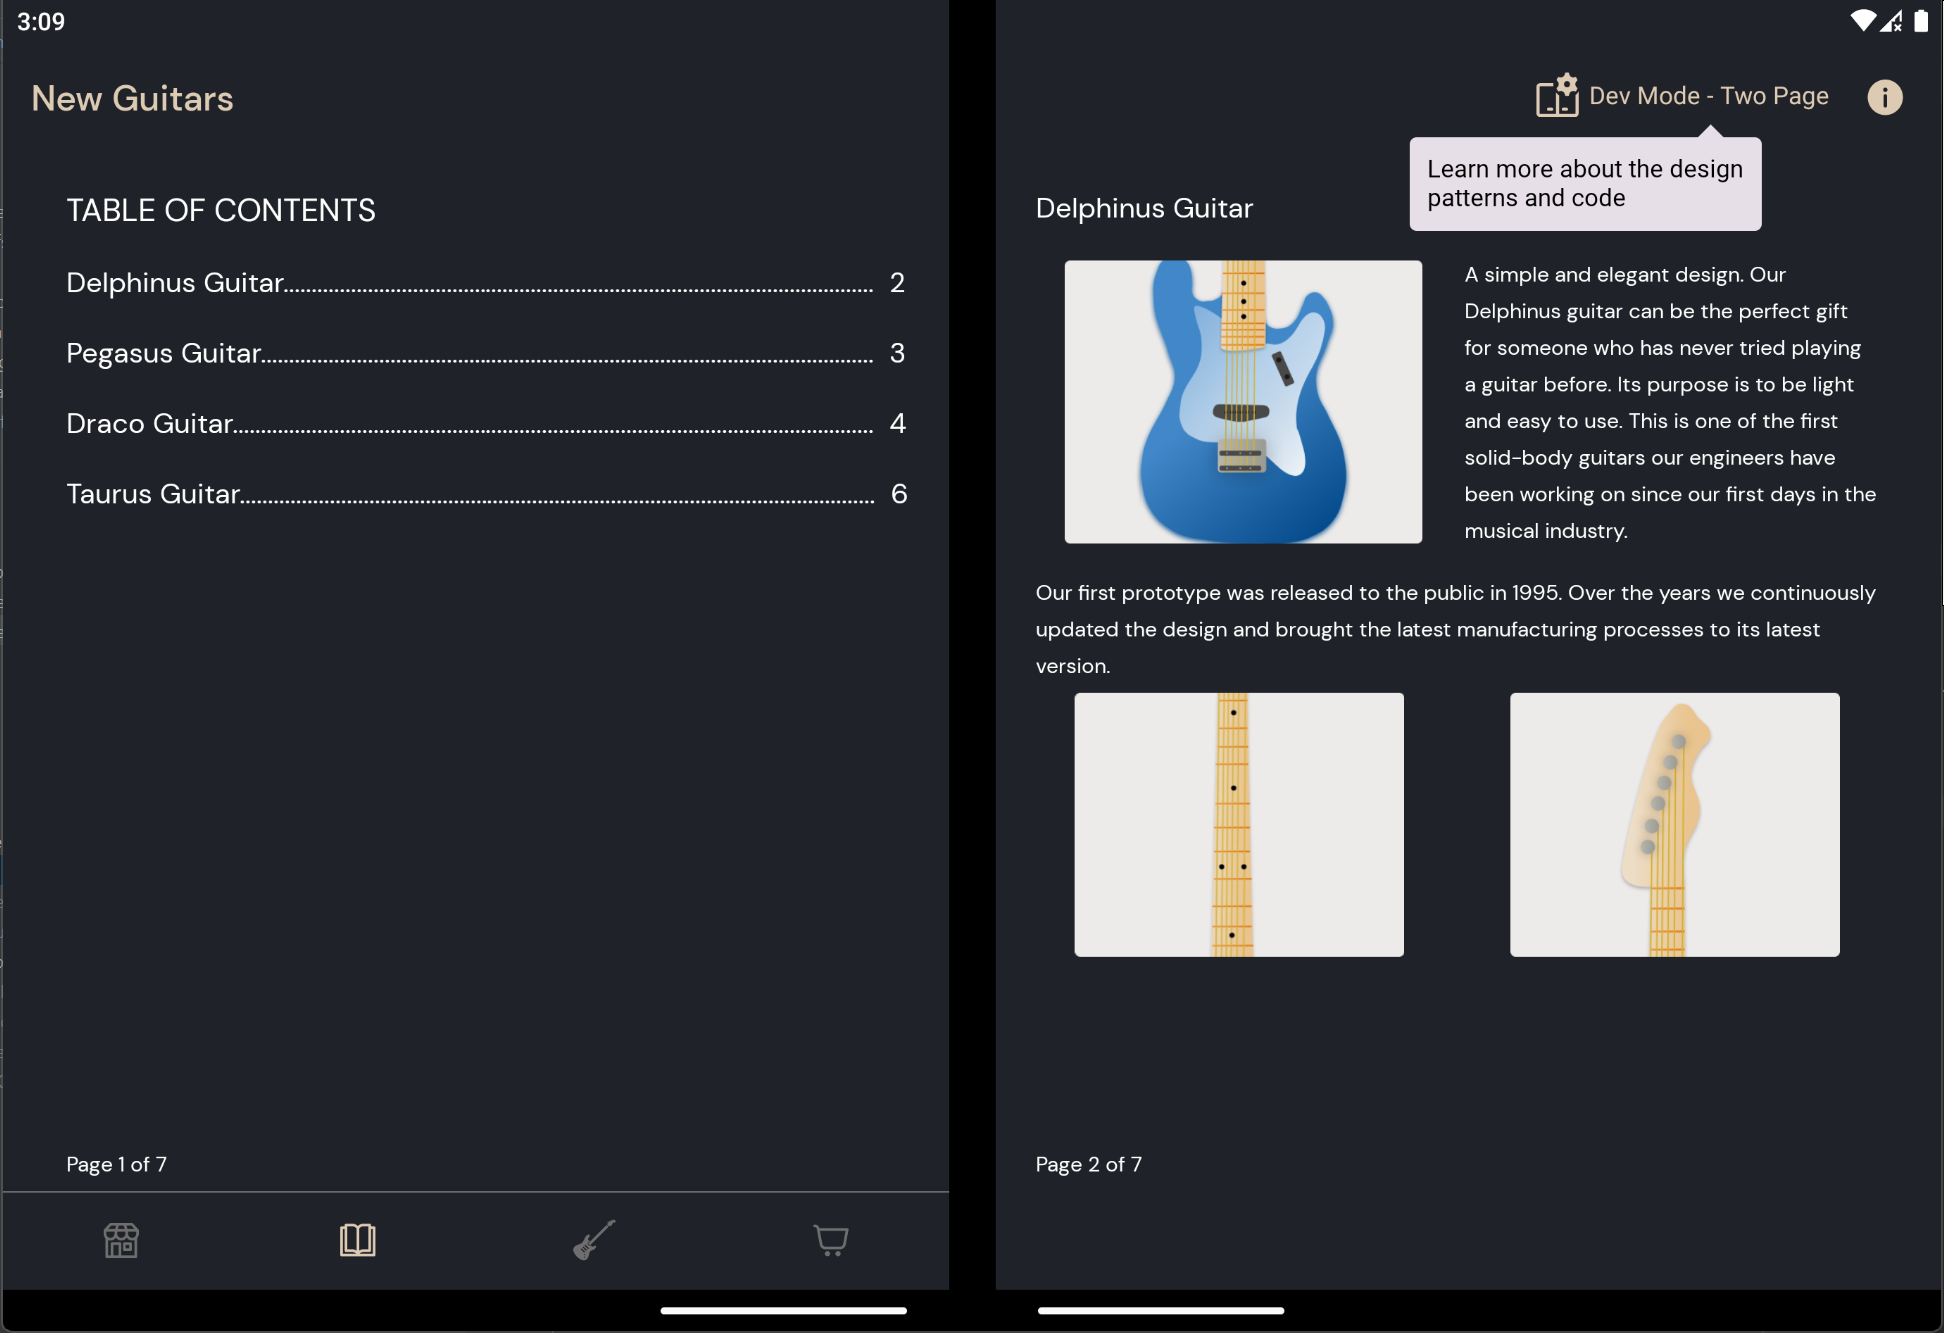 3:09
New Guitars
TABLE OF CONTENTS
Delphinus Guitar........................................................................................................ 2
Pegasus Guitar............................................................................................................ 3
Draco Guitar................................................................................................................. 4
Taurus Guitar................................................................................................................ 6
Page 1 of 7
Dev Mode - Two Page
Learn more about the design
patterns and code
Delphinus Guitar
A simple and elegant design. Our
Delphinus guitar can be the perfect gift
for someone who has never tried playing
a guitar before. Its purpose is to be light
and easy to use. This is one of the first
solid-body guitars our engineers have
been working on since our first days in the
musical industry.
Our first prototype was released to the public in 1995. Over the years we continuously
updated the design and brought the latest manufacturing processes to its latest
version.
Page 2 of 7